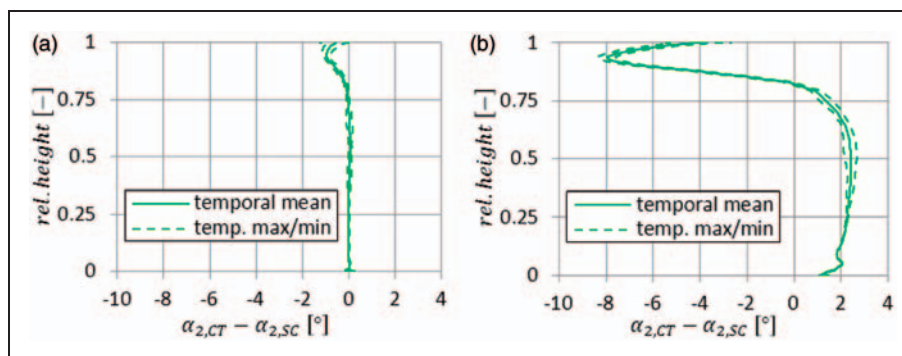 (a)
1
0.75
0.5
0.25
0
rel. height [−]
temporal mean
temp. max/min
-10 -8 -6 -4 -2 0 2 4
α2,CT − α2,SC [°]
(b)
1
0.75
0.5
0.25
0
rel. height [−]
temporal mean
temp. max/min
-10 -8 -6 -4 -2 0 2 4
α2,CT − α2,SC [°]